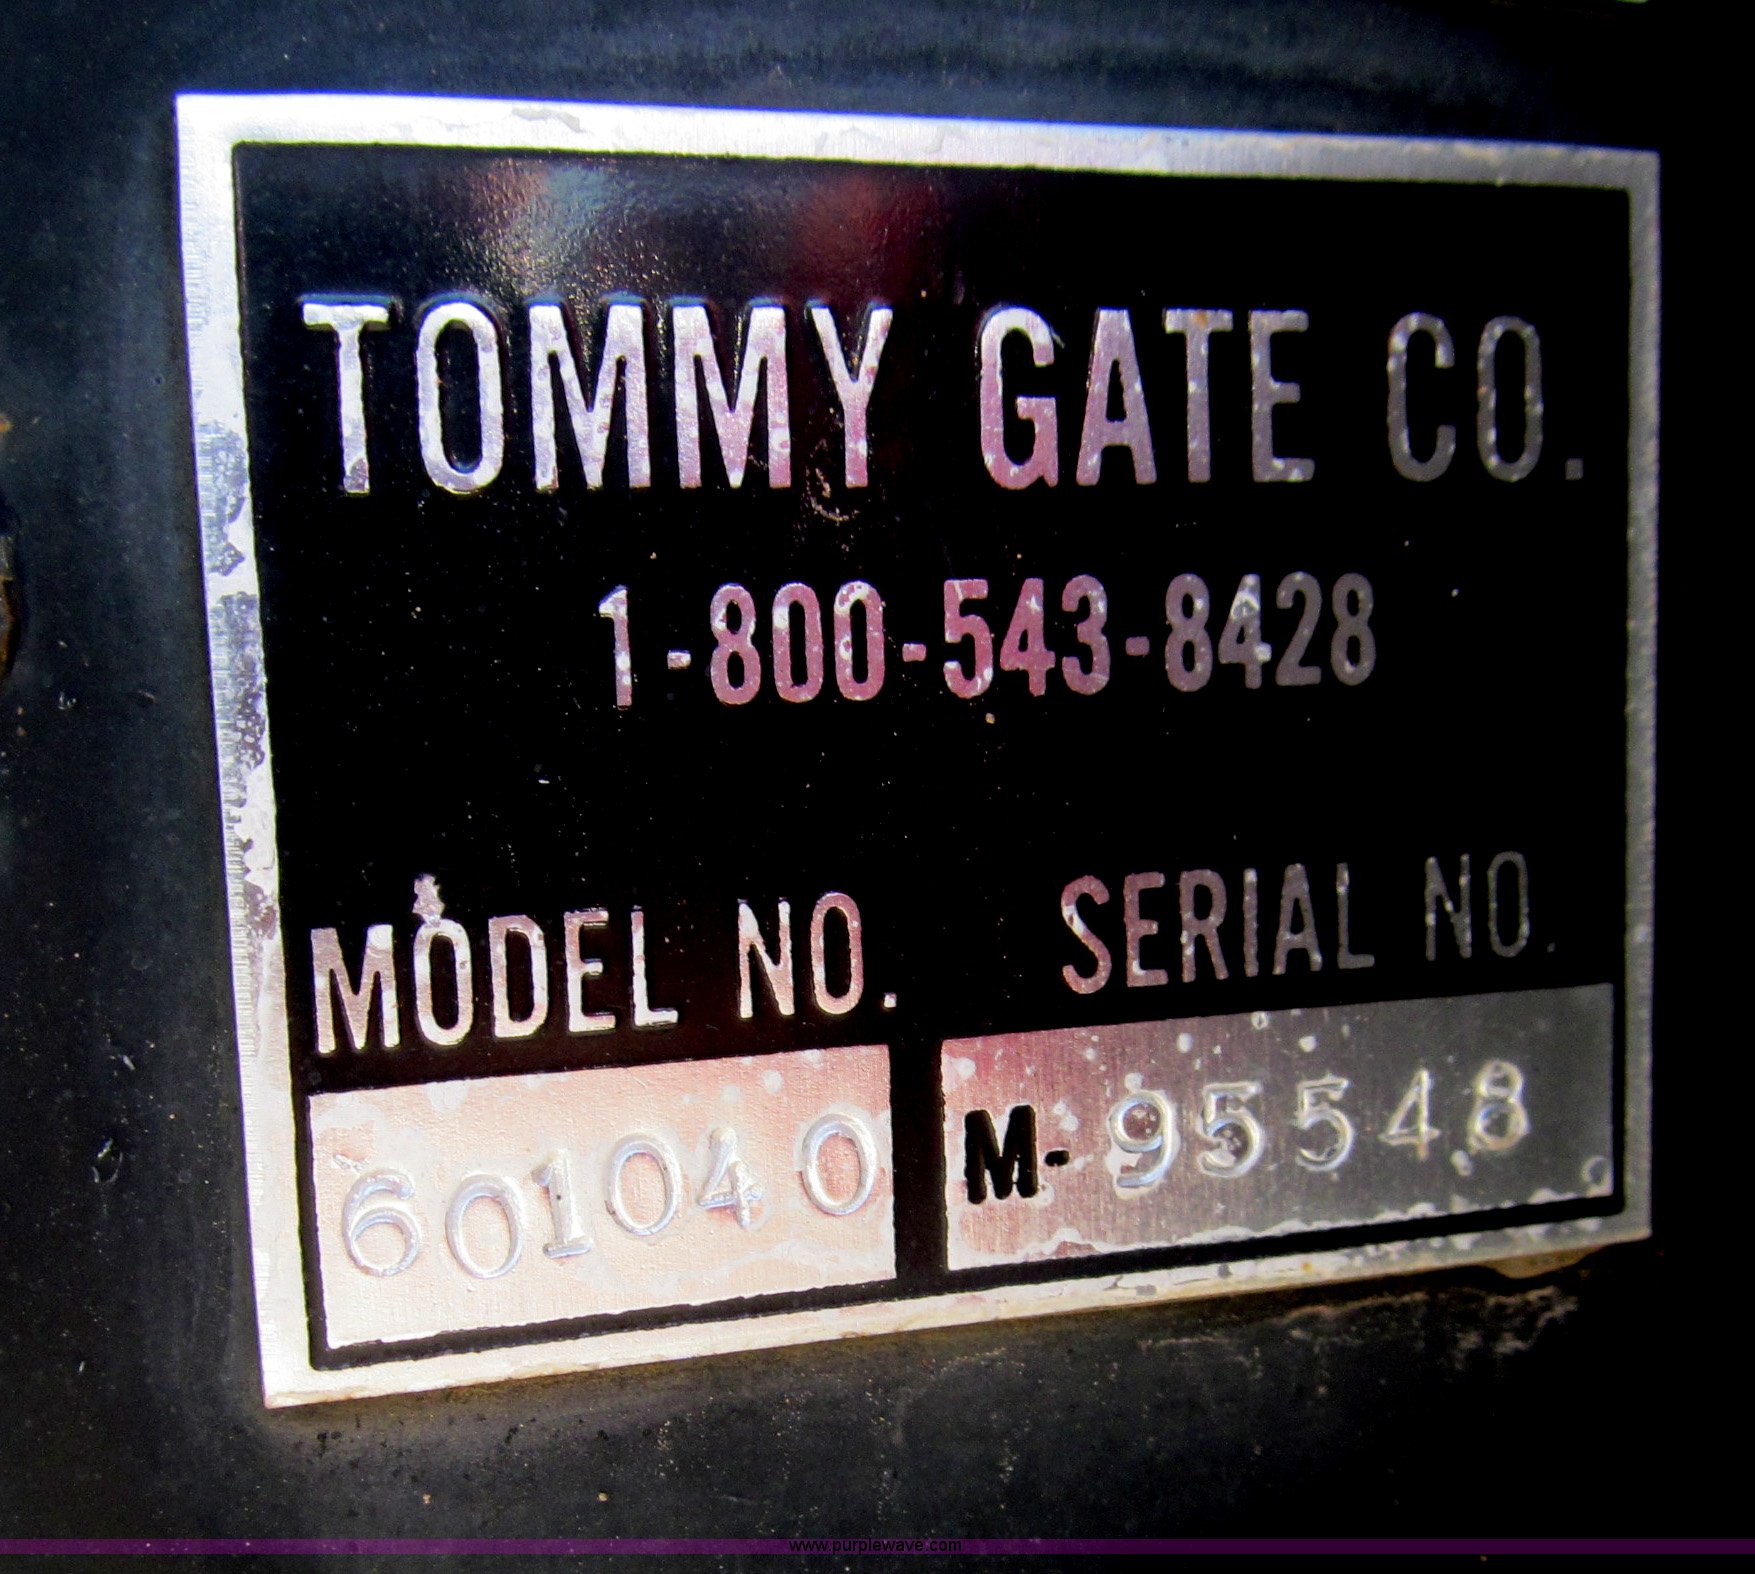 TOMMY GATE CO.
1-800-543-8428
MODEL NO. SERIAL NO.
601040 M-95548
www.purplewave.com